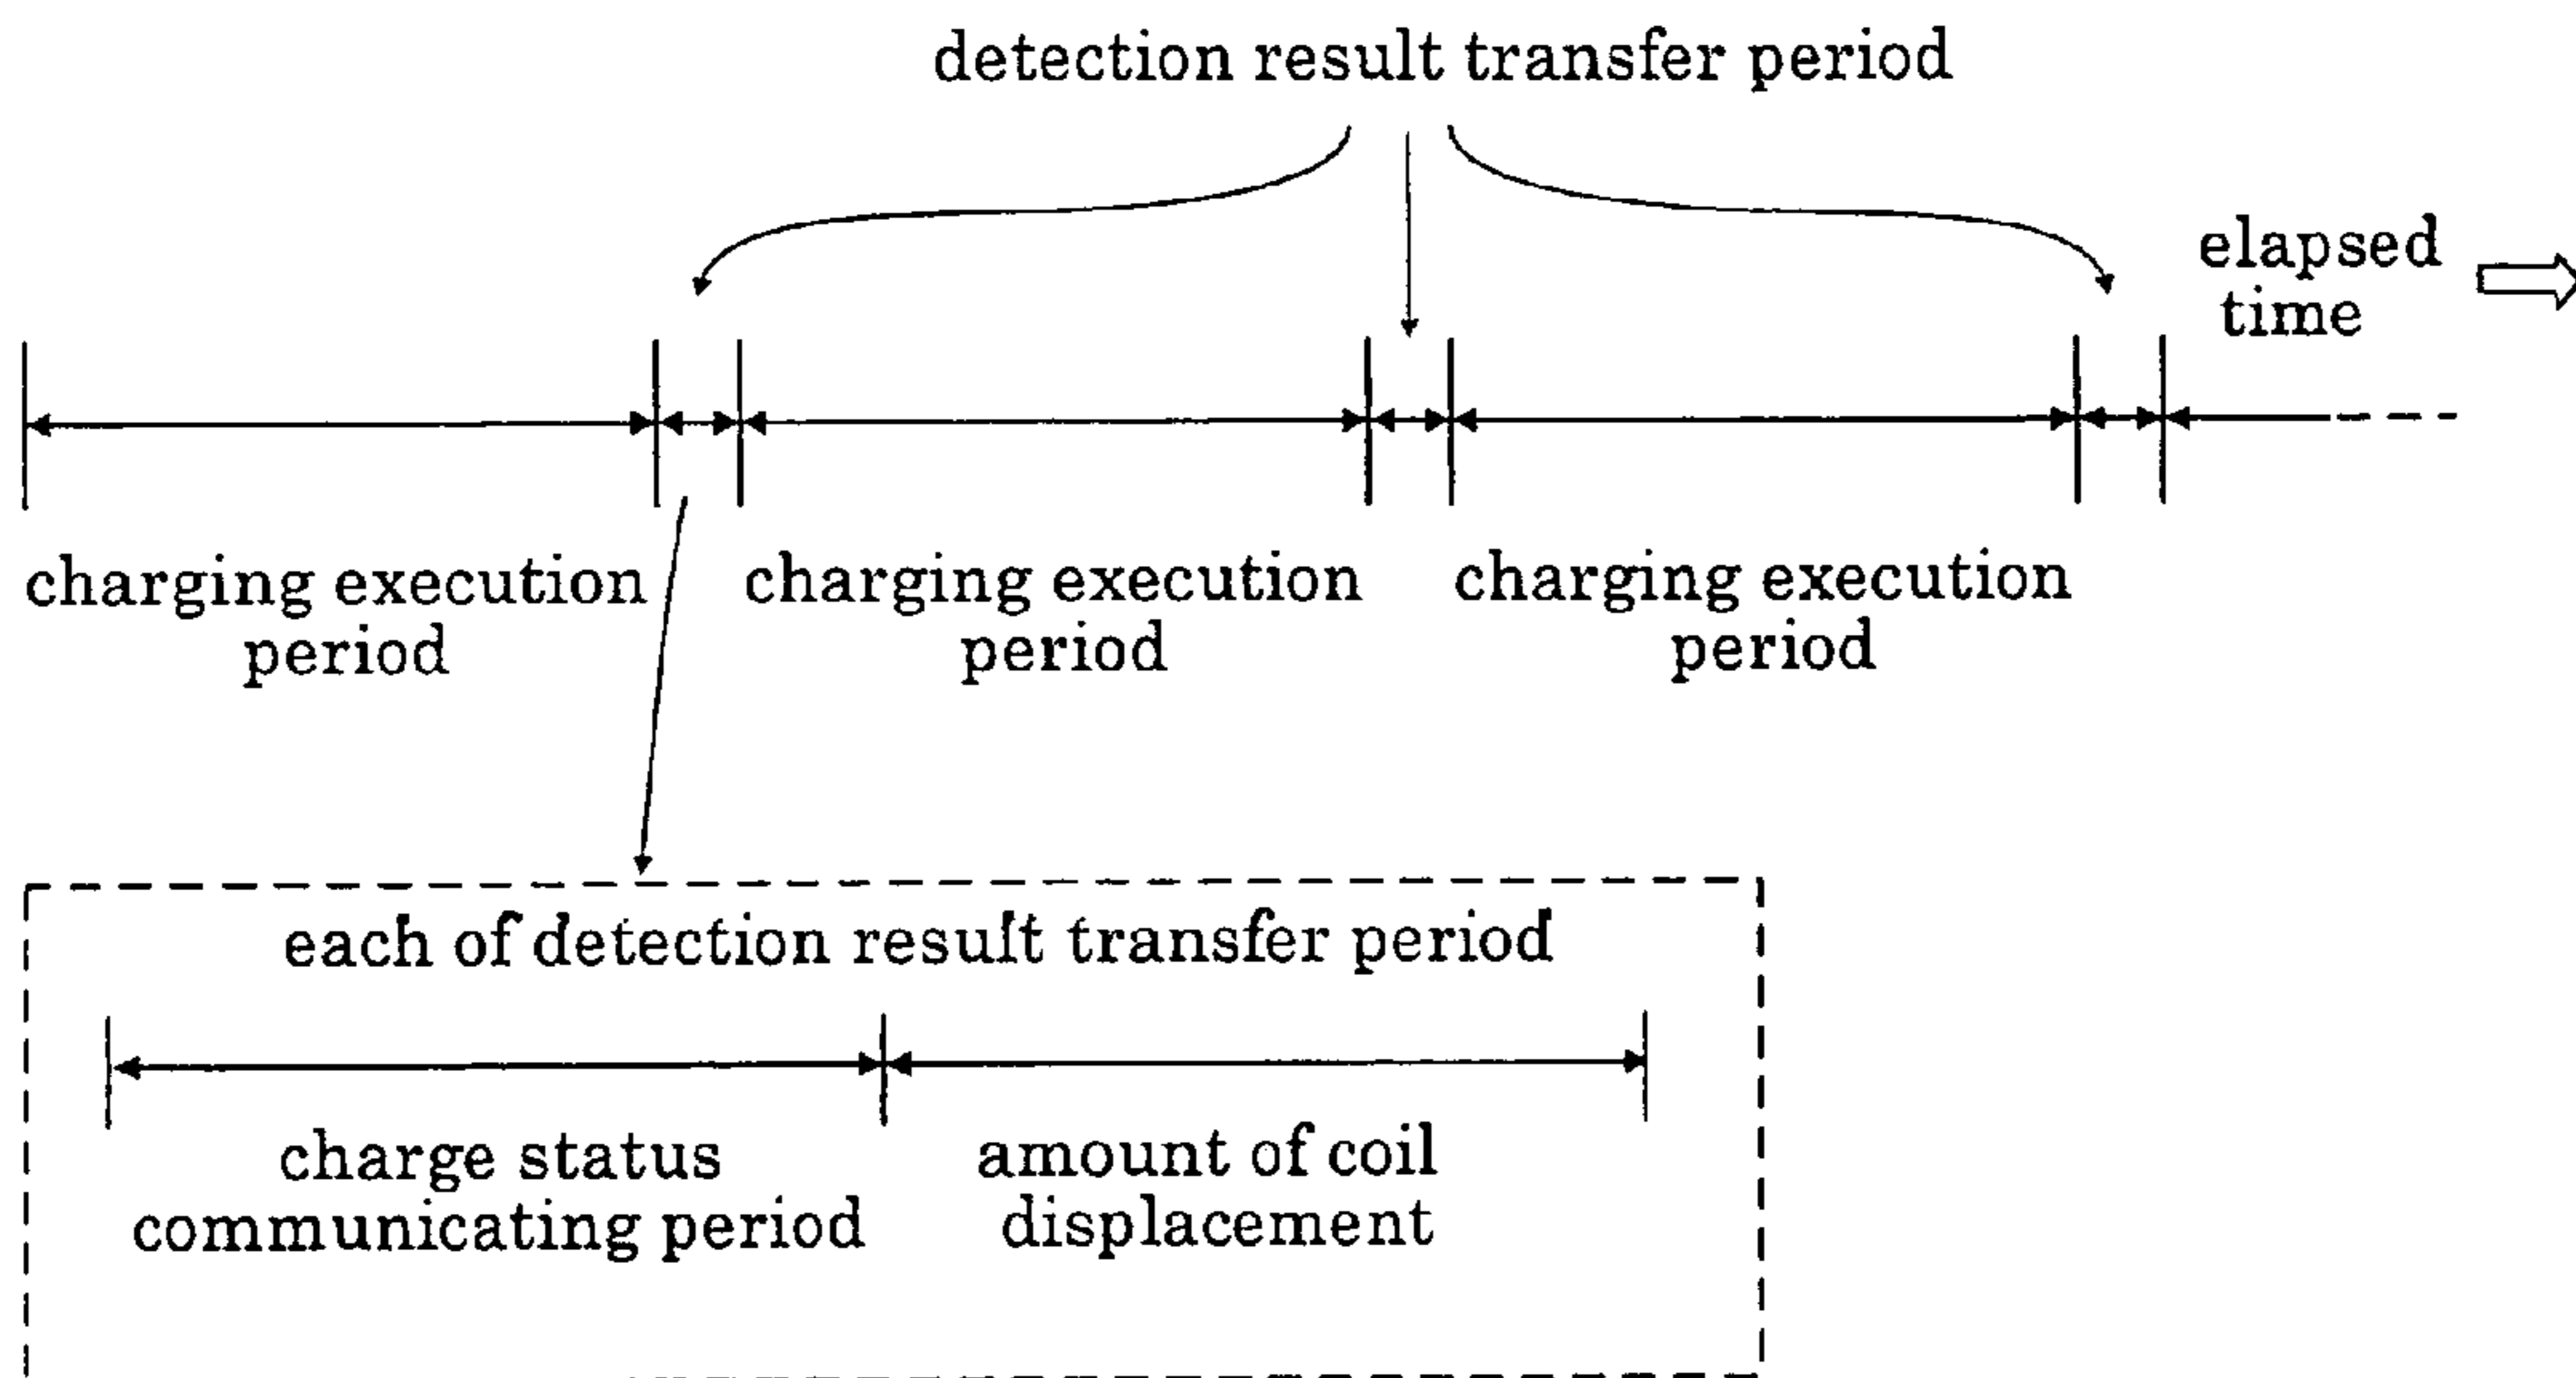 detection result transfer period
elapsed
time
charging execution
period
charging execution
period
charging execution
period
each of detection result transfer period
charge status
communicating period
amount of coil
displacement